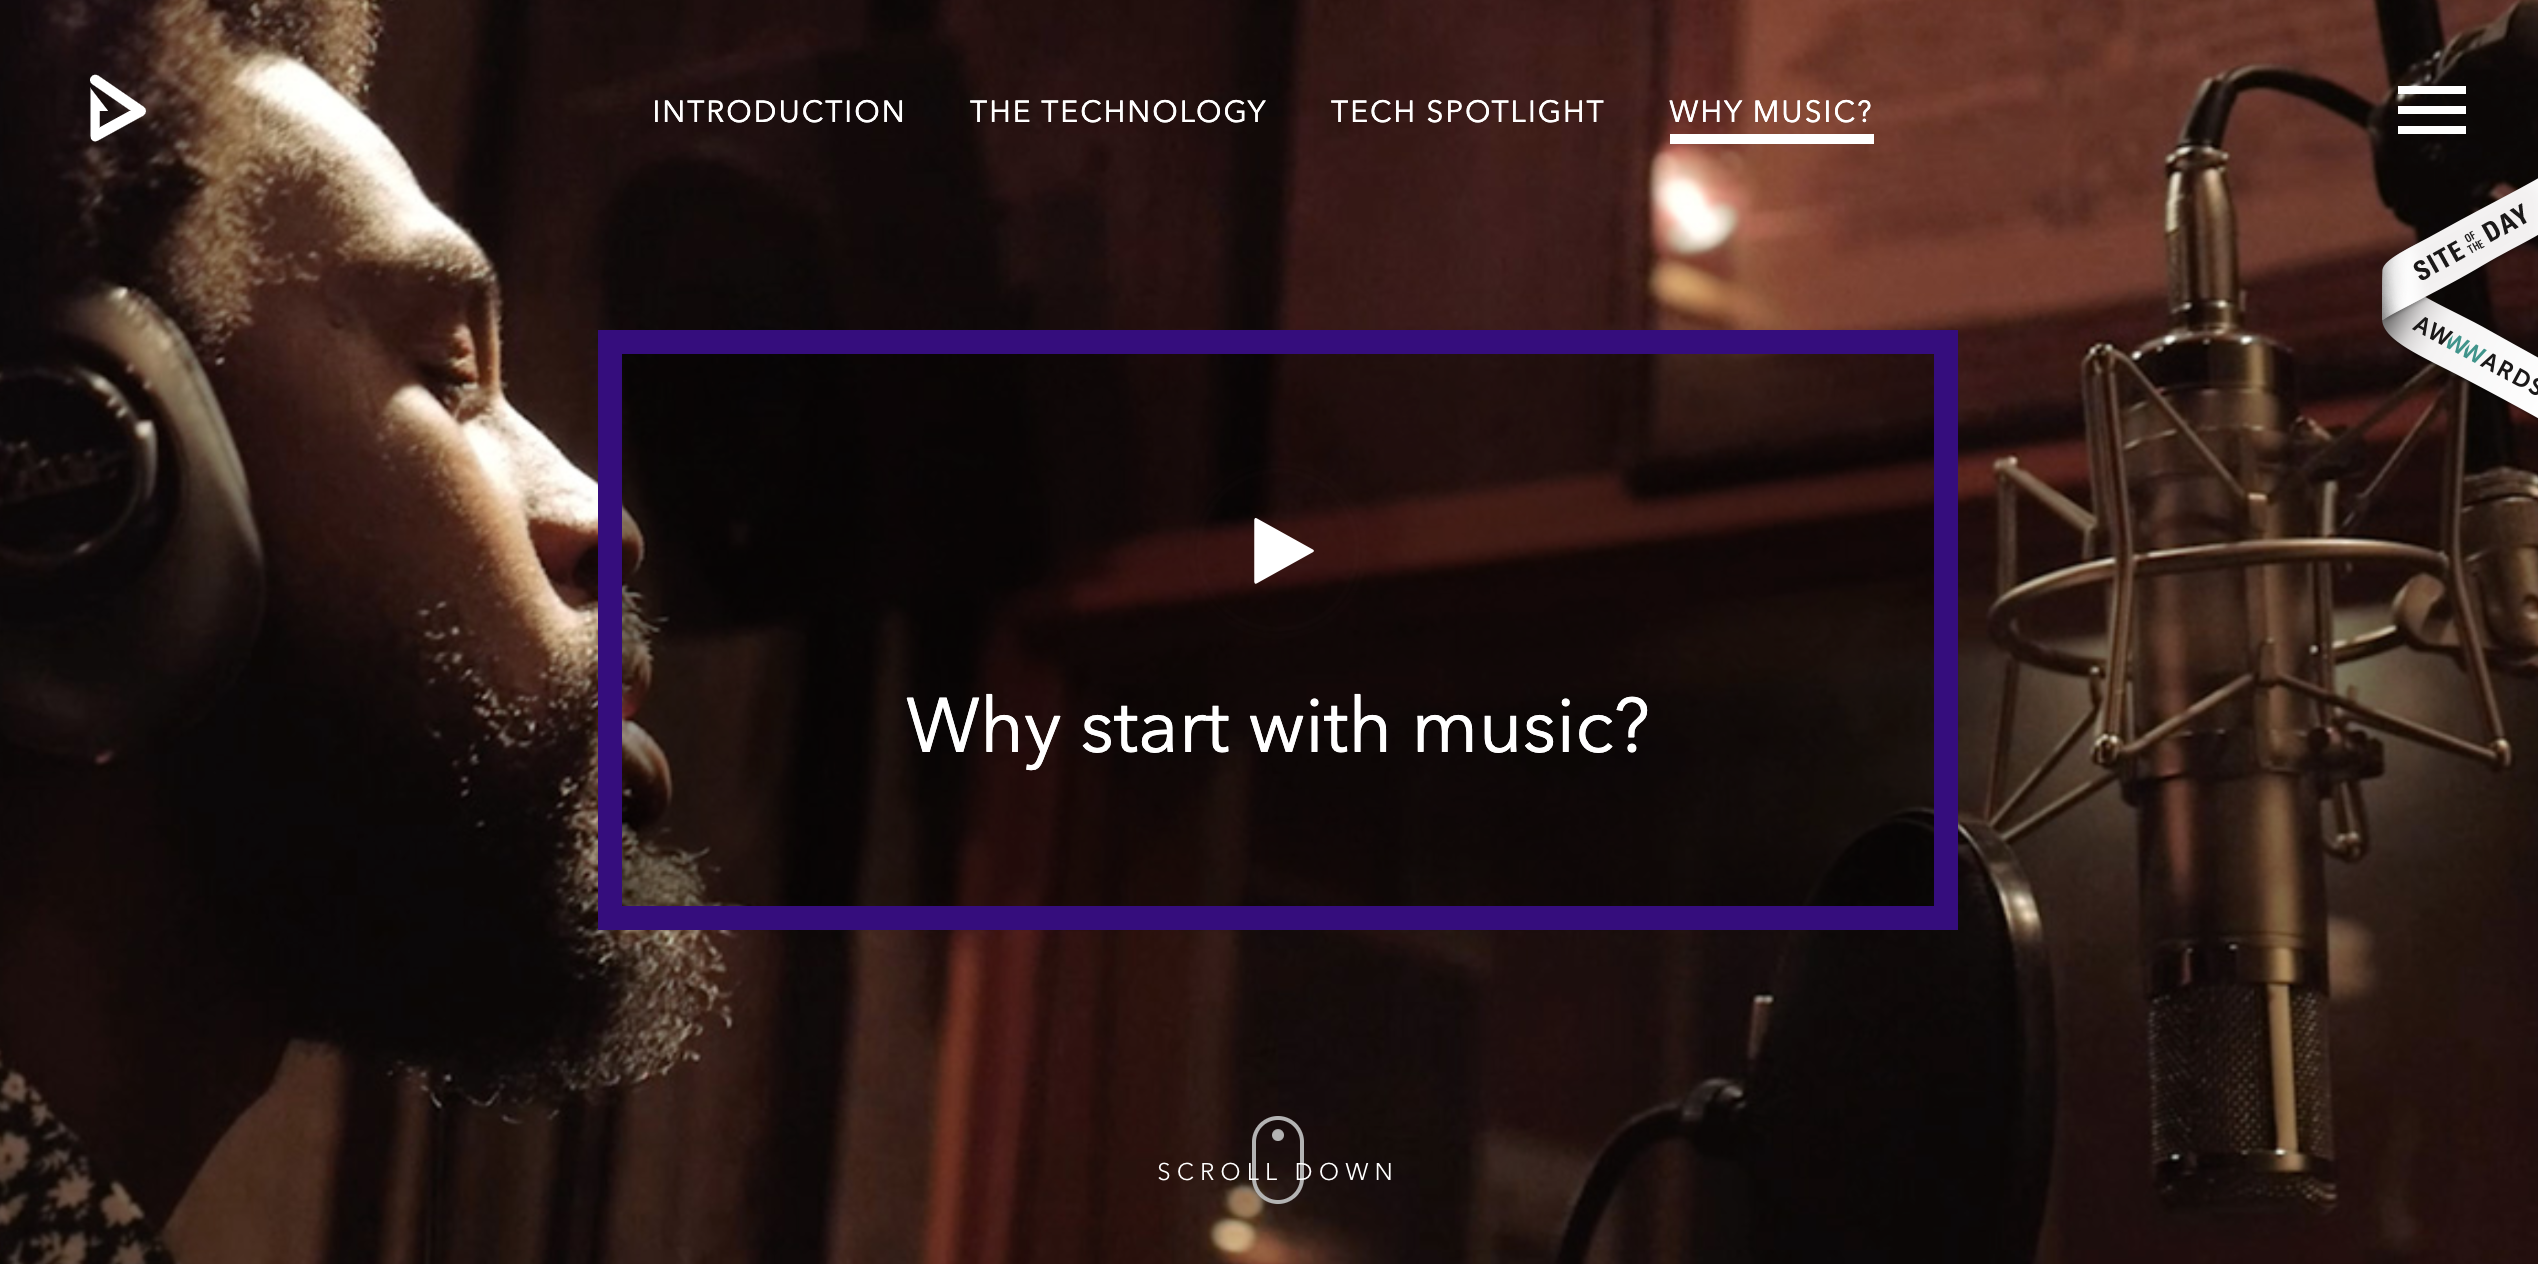 INTRODUCTION THE TECHNOLOGY TECH SPOTLIGHT WHY MUSIC?
SITE OF THE DAY
AWWWARDS
Why start with music?
SCROLL DOWN